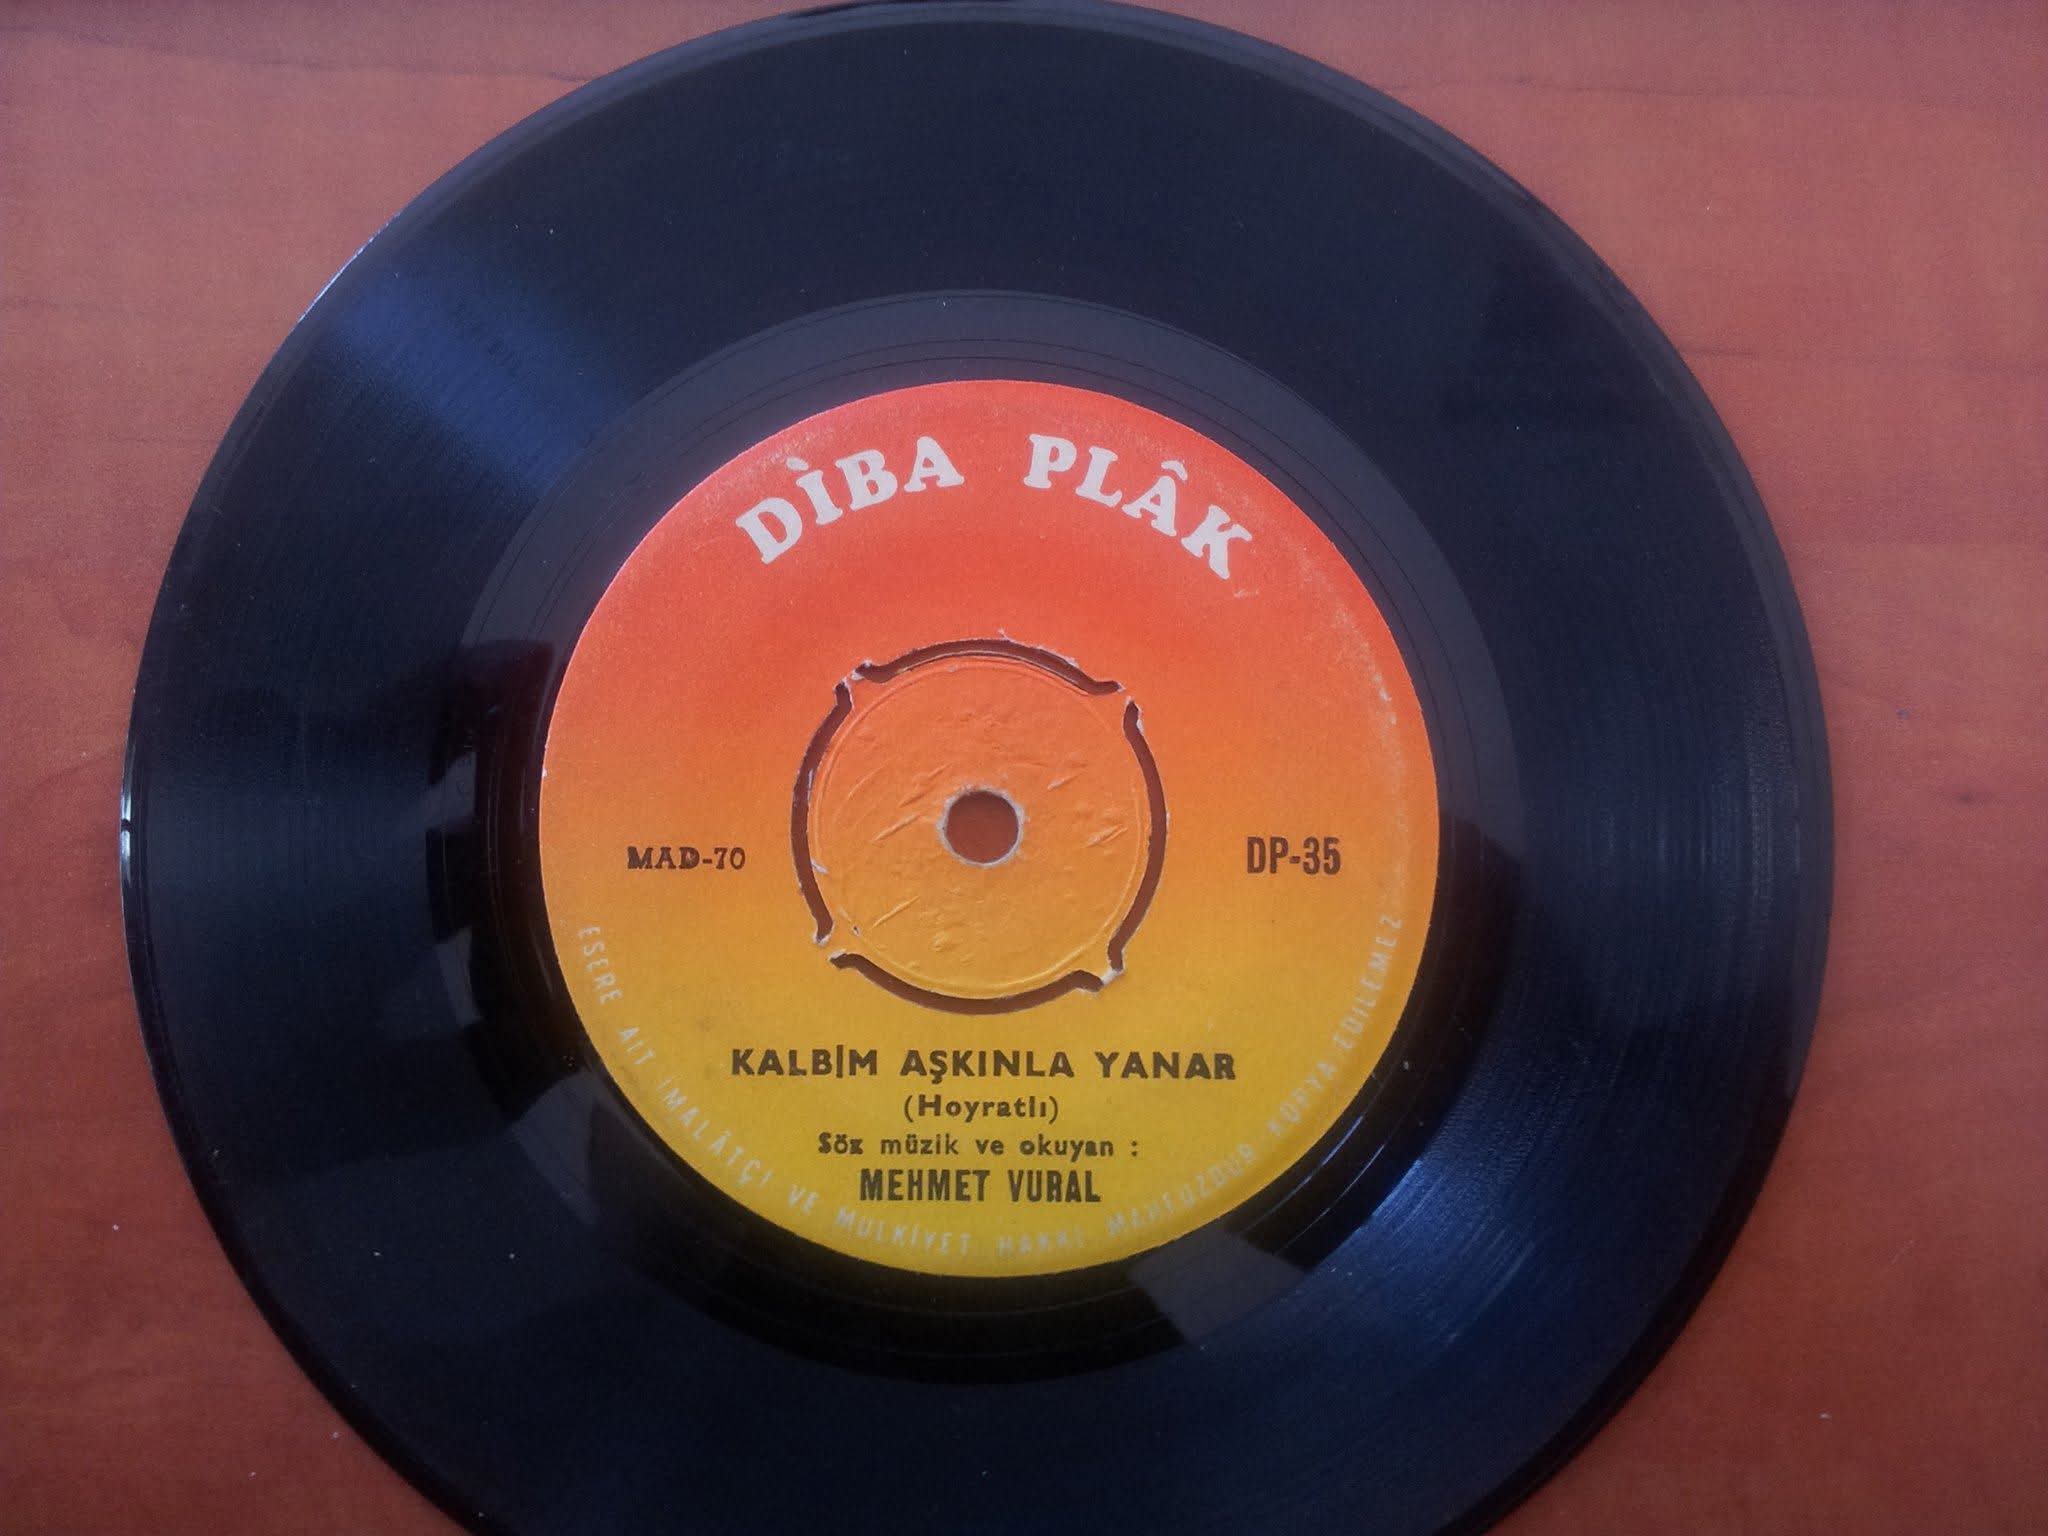 DİBA PLÂK
MAD-70
DP-35
KALBİM AŞKINLA YANAR
(Hoyratlı)
Söz müzik ve okuyan :
MEHMET VURAL
ESERE AİT İMALÂTÇI VE MÜLKİYET HAKKI MAHFUZDUR KOPYA EDİLEMEZ